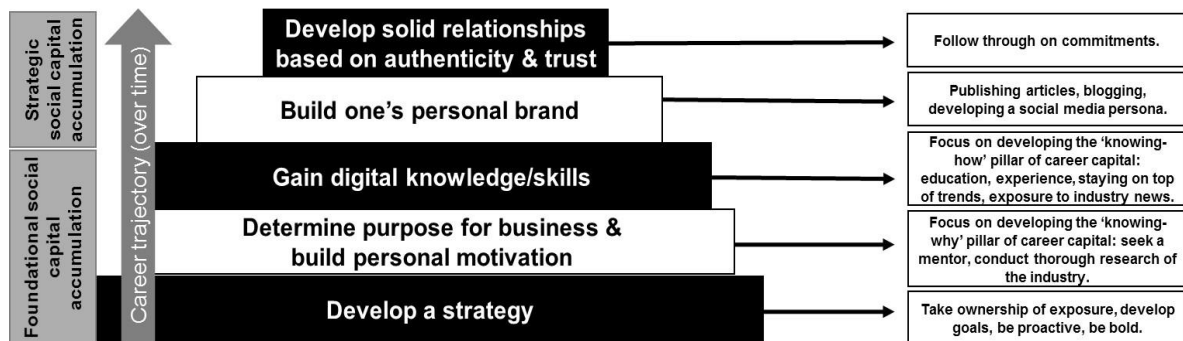 Strategic
social capital
accumulation
Foundational social
capital
accumulation
Career trajectory (over time)
Develop solid relationships
based on authenticity & trust
Follow through on commitments.
Build one's personal brand
Publishing articles, blogging,
developing a social media persona.
Gain digital knowledge/skills
Focus on developing the ‘knowing-
how’ pillar of career capital:
education, experience, staying on top
of trends, exposure to industry news.
Determine purpose for business &
build personal motivation
Focus on developing the ‘knowing-
why’ pillar of career capital: seek a
mentor, conduct thorough research of
the industry.
Develop a strategy
Take ownership of exposure, develop
goals, be proactive, be bold.